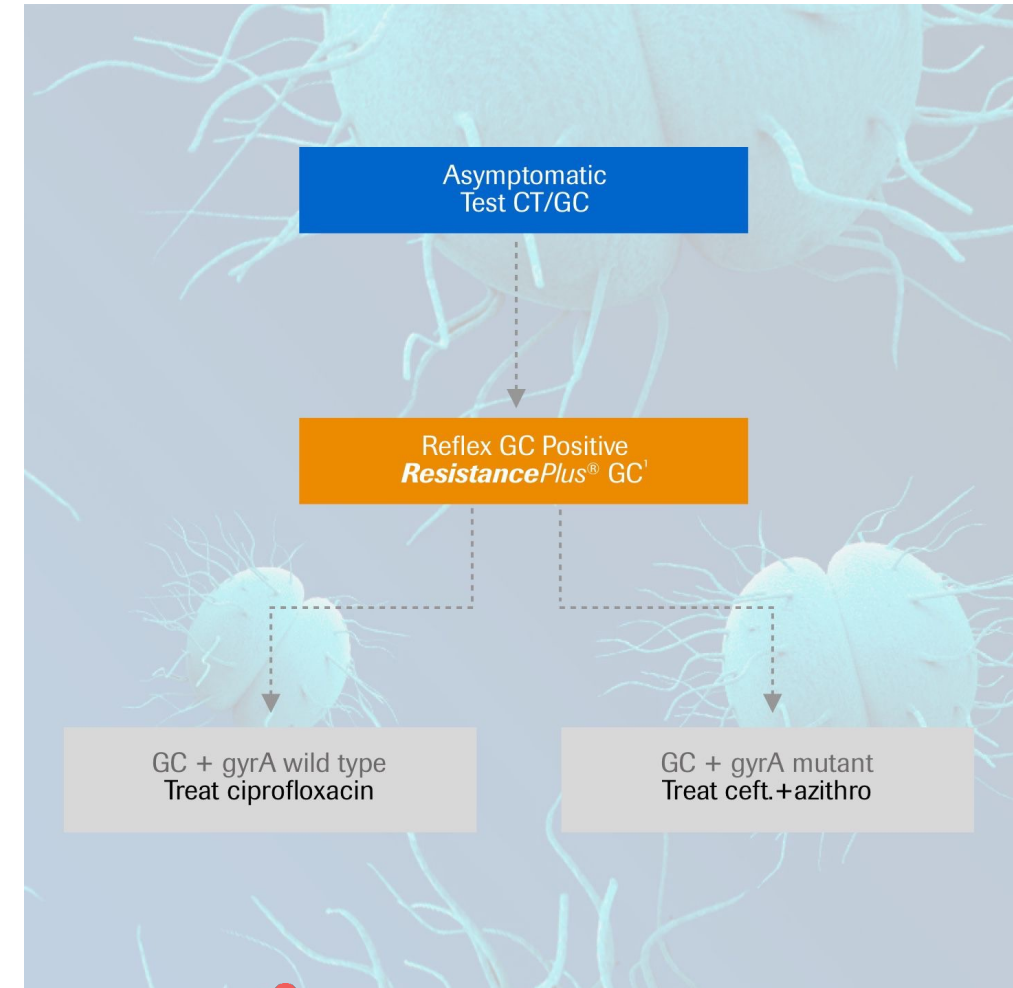 Asymptomatic
Test CT/GC
Reflex GC Positive
ResistancePlus® GC¹
GC + gyrA wild type
Treat ciprofloxacin
GC + gyrA mutant
Treat ceft.+azithro